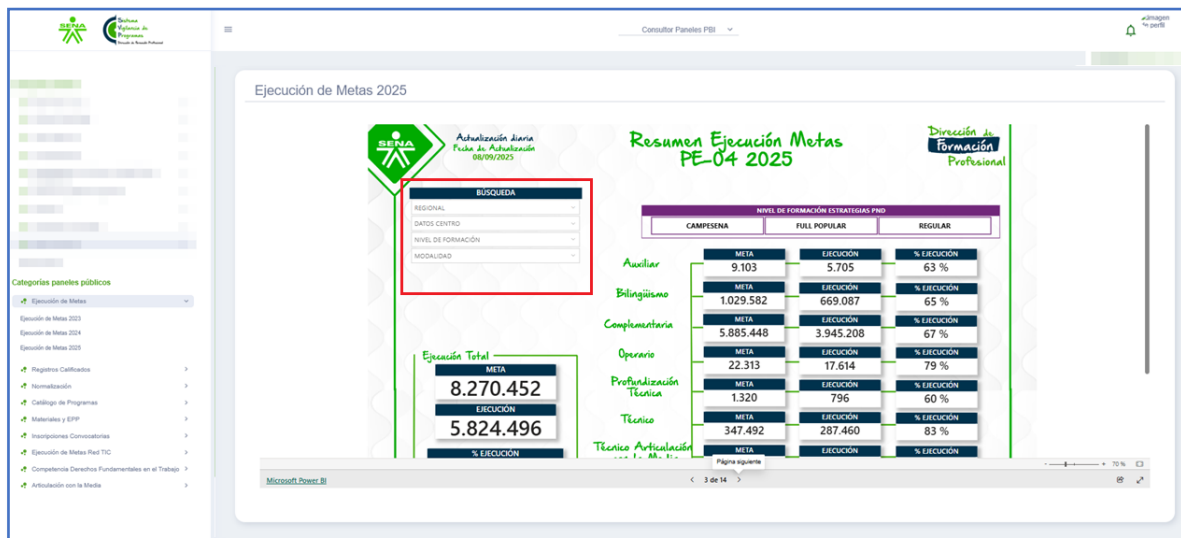 SENA
Sistema
Vigilancia de
Programas
Dirección de Formación Profesional
Consultor Paneles PBI
Imagen
de perfil
Categorías paneles públicos
Ejecución de Metas
Ejecución de Metas 2023
Ejecución de Metas 2024
Ejecución de Metas 2025
Registros Calificados
Normalización
Catálogo de Programas
Materiales y EPP
Inscripciones Convocatorias
Ejecución de Metas Red TIC
Competencia Derechos Fundamentales en el Trabajo
Articulación con la Media
Ejecución de Metas 2025
SENA
Actualización diaria
Fecha de Actualización
08/09/2025
Resumen Ejecución Metas
PE-04 2025
Dirección de
Formación
Profesional
BÚSQUEDA
REGIONAL
DATOS CENTRO
NIVEL DE FORMACIÓN
MODALIDAD
NIVEL DE FORMACIÓN ESTRATEGIAS PND
CAMPESENA FULL POPULAR REGULAR
Auxiliar
META EJECUCIÓN % EJECUCIÓN
9.103 5.705 63 %
Bilingüismo
META EJECUCIÓN % EJECUCIÓN
1.029.582 669.087 65 %
Complementaria
META EJECUCIÓN % EJECUCIÓN
5.885.448 3.945.208 67 %
Operario
META EJECUCIÓN % EJECUCIÓN
22.313 17.614 79 %
Profundización
Técnica
META EJECUCIÓN % EJECUCIÓN
1.320 796 60 %
Técnico
META EJECUCIÓN % EJECUCIÓN
347.492 287.460 83 %
Técnico Articulación
con la Media
META EJECUCIÓN % EJECUCIÓN
Ejecución Total
META
8.270.452
EJECUCIÓN
5.824.496
% EJECUCIÓN
Página siguiente
Microsoft Power BI
3 de 14
- + 70 %